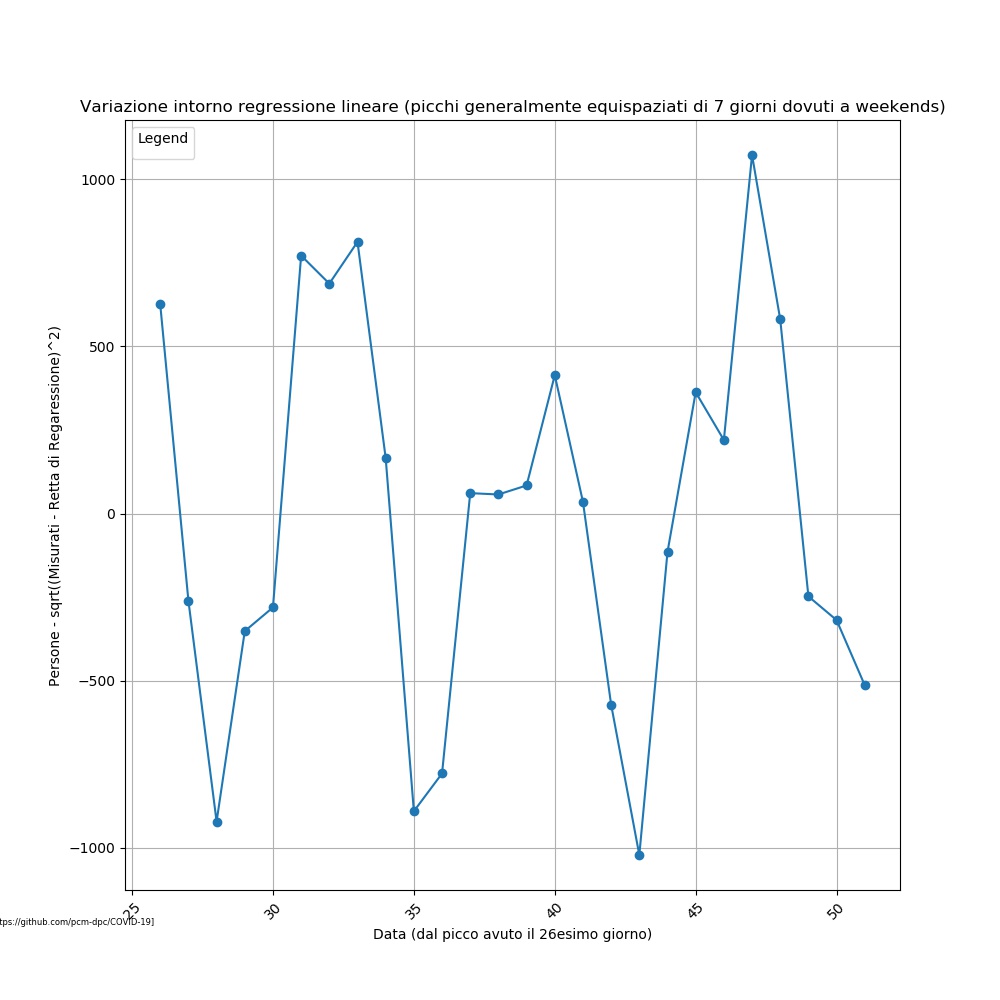 Variazione intorno regressione lineare (picchi generalmente equispaziati di 7 giorni dovuti a weekends)
Legend
1000
500
0
−500
−1000
Persone - sqrt((Misurati - Retta di Regaressione)^2)
25
30
35
40
45
50
Data (dal picco avuto il 26esimo giorno)
tps://github.com/pcm-dpc/COVID-19]